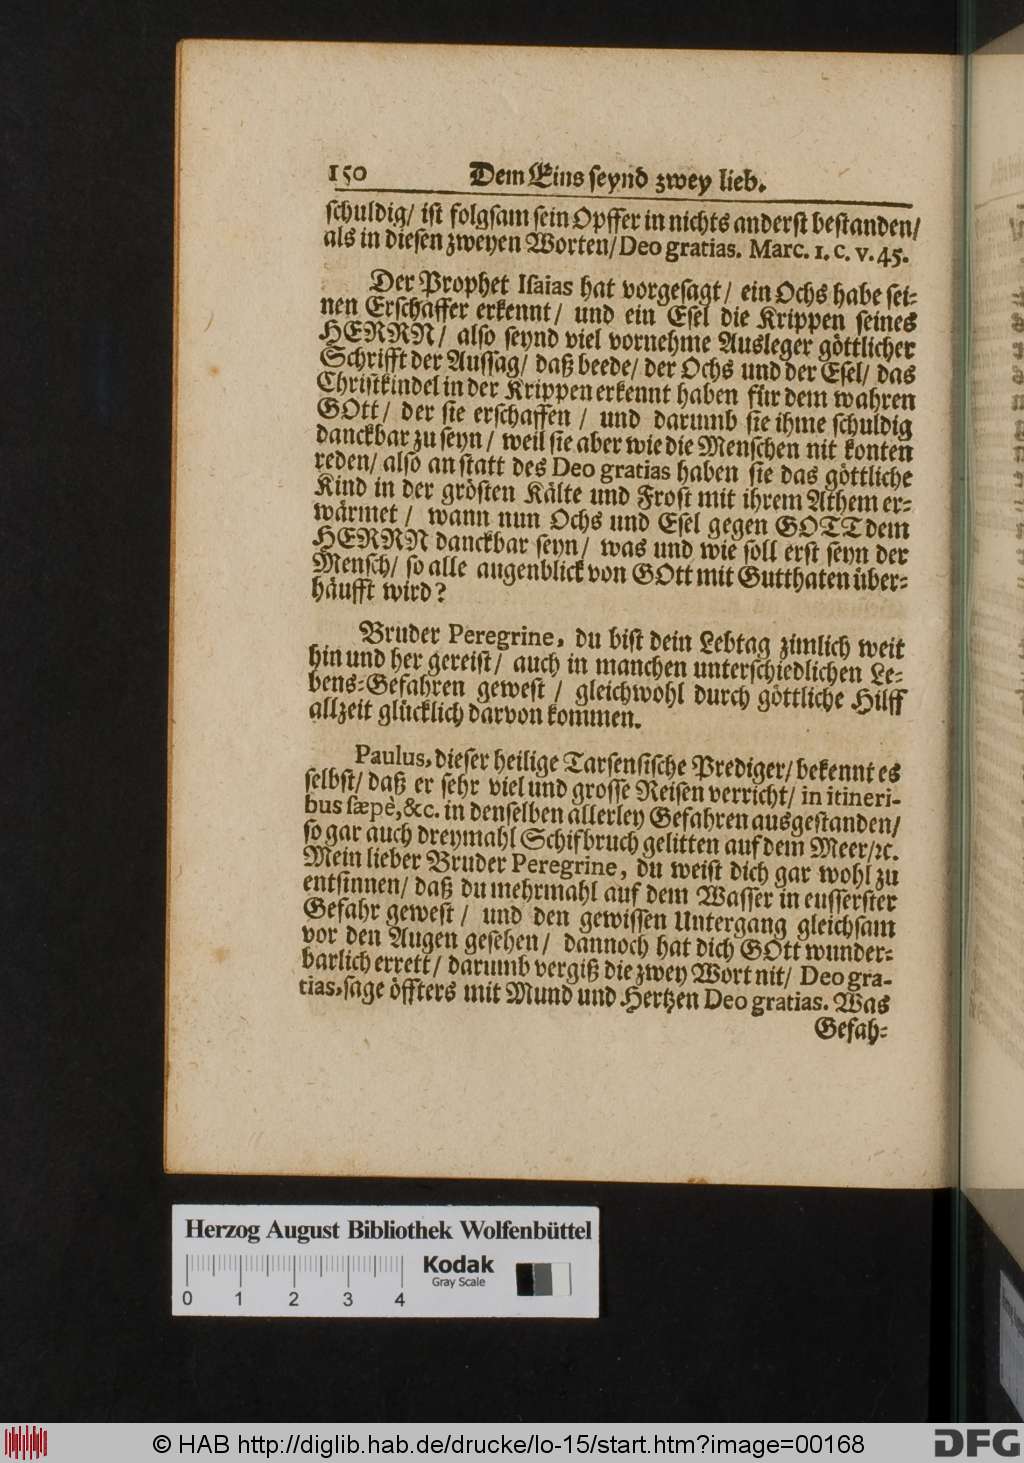 150 Dem Eins seynd zwey lieb.
schuldig/ ist folgsam sein Opffer in nichts anderst bestanden/
als in diesen zweyen Worten/ Deo gratias. Marc. 1. c. v. 45.
Der Prophet Isaias hat vorgesagt/ ein Ochs habe sei-
nen Erschaffer erkennt/ und ein Esel die Krippen seines
HERRN/ also seynd viel vornehme Ausleger göttlicher
Schrifft der Aussag/ daß beede/ der Ochs und der Esel/ das
Christkindel in der Krippen erkennt haben für dem wahren
GOtt/ der sie erschaffen/ und darumb sie ihme schuldig
danckbar zu seyn/ weil sie aber wie die Menschen nit konten
reden/ also an statt des Deo gratias haben sie das göttliche
Kind in der grösten Kälte und Frost mit ihrem Athem er-
wärmet/ wann nun Ochs und Esel gegen GOTT dem
HERRN danckbar seyn/ was und wie soll erst seyn der
Mensch/ so alle augenblick von GOtt mit Gutthaten über-
häufft wird?
Bruder Peregrine, du bist dein Lebtag zimlich weit
hin und her gereist/ auch in manchen unterschiedlichen Le-
bens-Gefahren gewest/ gleichwohl durch göttliche Hilff
allzeit glücklich darvon kommen.
Paulus, dieser heilige Tarsensische Prediger/ bekennt es
selbst/ daß er sehr viel und grosse Reisen verricht/ in itineri-
bus sæpè, &c. in denselben allerley Gefahren ausgestanden/
so gar auch dreymahl Schifbruch gelitten auf dem Meer/ ꝛc.
Mein lieber Bruder Peregrine, du weist dich gar wohl zu
entsinnen/ daß du mehrmahl auf dem Wasser in eusserster
Gefahr gewest/ und den gewissen Untergang gleichsam
vor den Augen gesehen/ dannoch hat dich GOtt wunder-
barlich errett/ darumb vergiß die zwey Wort nit/ Deo gra-
tias, sage öffters mit Mund und Hertzen Deo gratias. Was
Gefah-
Herzog August Bibliothek Wolfenbüttel
Kodak
Gray Scale
0 1 2 3 4
© HAB http://diglib.hab.de/drucke/lo-15/start.htm?image=00168
DFG